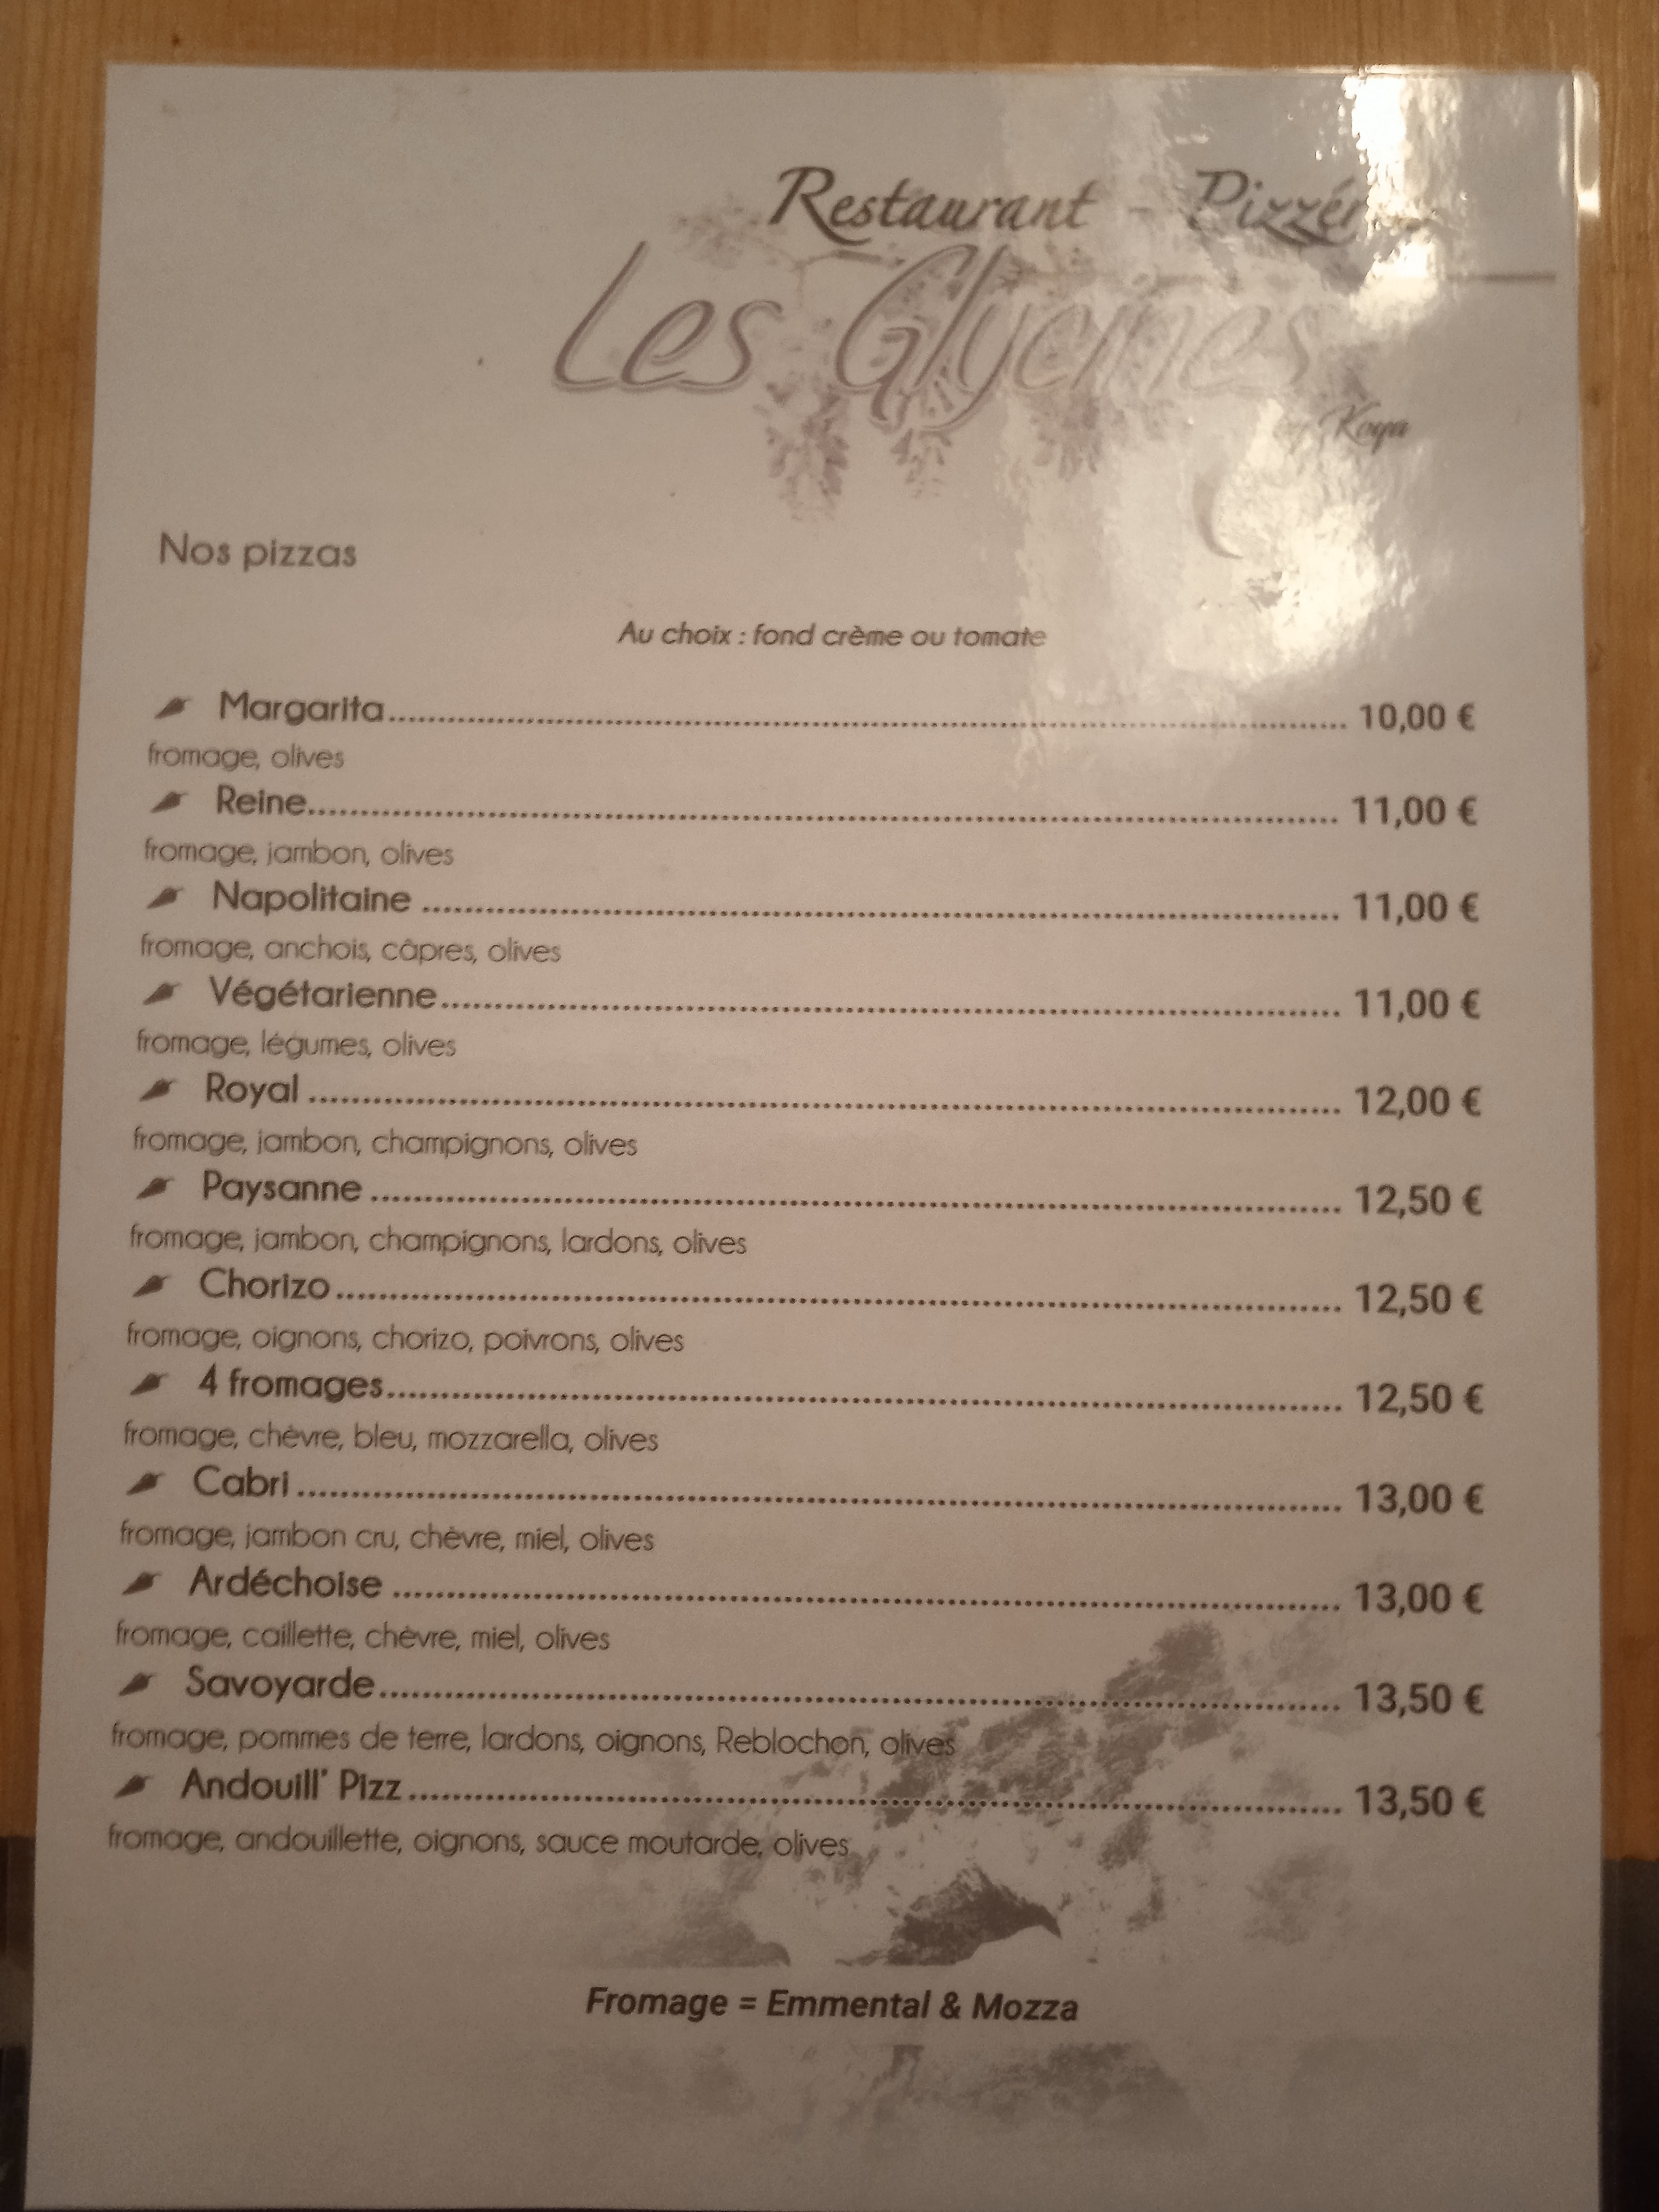 Restaurant - Pizzér
Les Glycines
by Koya
Nos pizzas
Au choix : fond crème ou tomate
Margarita 10,00 €
fromage, olives
Reine 11,00 €
fromage, jambon, olives
Napolitaine 11,00 €
fromage, anchois, câpres, olives
Végétarienne 11,00 €
fromage, légumes, olives
Royal 12,00 €
fromage, jambon, champignons, olives
Paysanne 12,50 €
fromage, jambon, champignons, lardons, olives
Chorizo 12,50 €
fromage, oignons, chorizo, poivrons, olives
4 fromages 12,50 €
fromage, chèvre, bleu, mozzarella, olives
Cabri 13,00 €
fromage, jambon cru, chèvre, miel, olives
Ardéchoise 13,00 €
fromage, caillette, chèvre, miel, olives
Savoyarde 13,50 €
fromage, pommes de terre, lardons, oignons, Reblochon, olives
Andouill' Pizz 13,50 €
fromage, andouillette, oignons, sauce moutarde, olives
Fromage = Emmental & Mozza